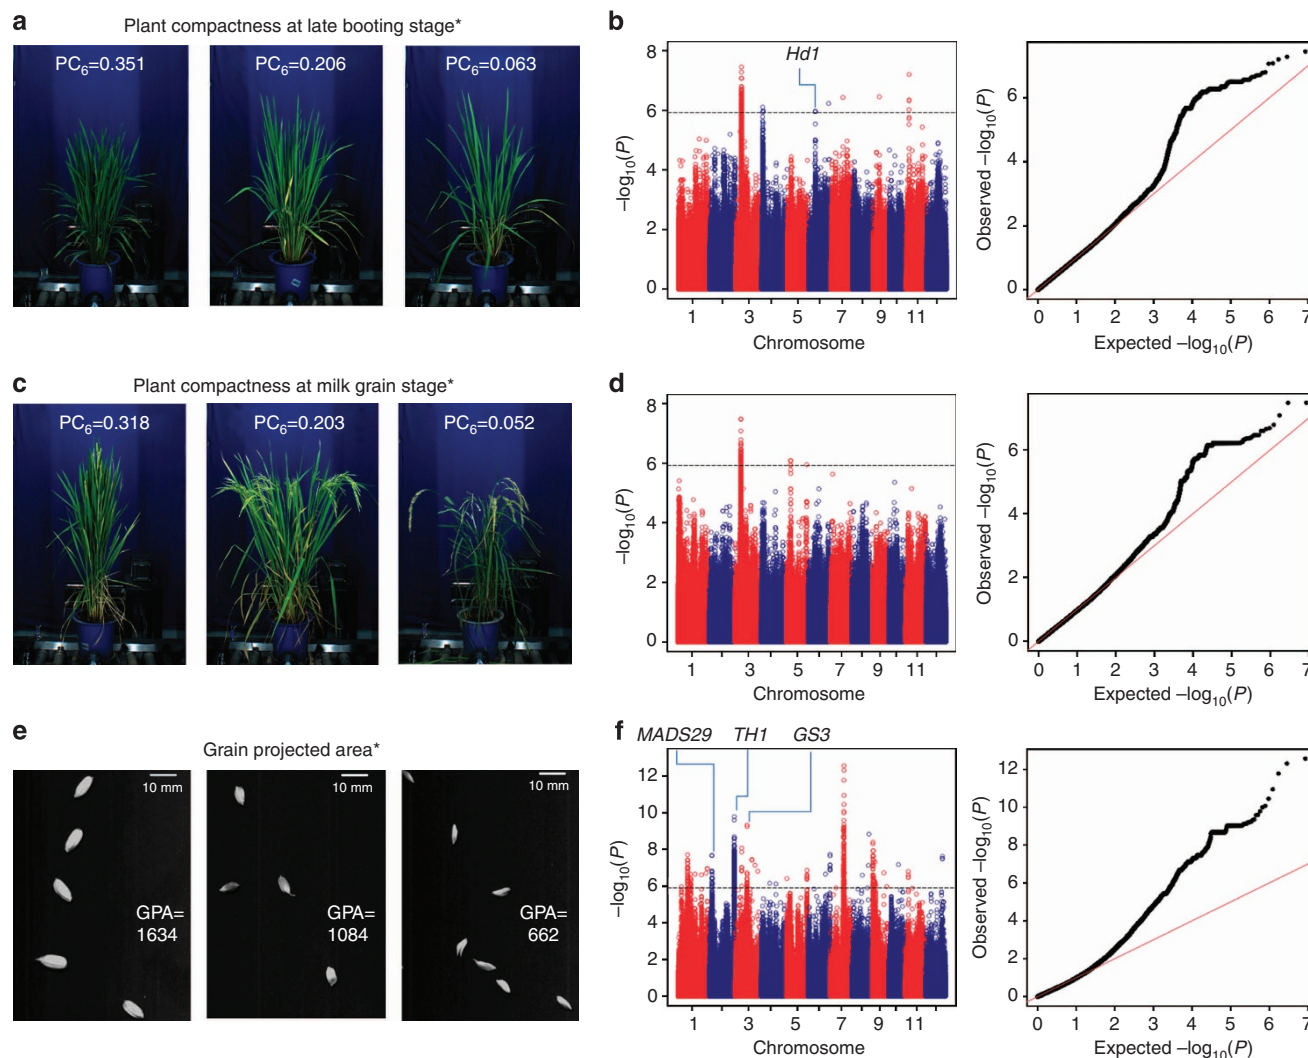 a
Plant compactness at late booting stage*
PC6=0.351
PC6=0.206
PC6=0.063
b
Hd1
8
6
4
2
0
–log10(P)
1
3
5
7
9
11
Chromosome
Observed –log10(P)
6
4
2
0
0
1
2
3
4
5
6
7
Expected –log10(P)
c
Plant compactness at milk grain stage*
PC6=0.318
PC6=0.203
PC6=0.052
d
8
6
4
2
0
–log10(P)
1
3
5
7
9
11
Chromosome
Observed –log10(P)
6
4
2
0
0
1
2
3
4
5
6
7
Expected –log10(P)
e
Grain projected area*
10 mm
GPA=
1634
10 mm
GPA=
1084
10 mm
GPA=
662
f
MADS29
TH1
GS3
12
10
8
6
4
2
0
–log10(P)
1
3
5
7
9
11
Chromosome
Observed –log10(P)
12
10
8
6
4
2
0
0
1
2
3
4
5
6
7
Expected –log10(P)